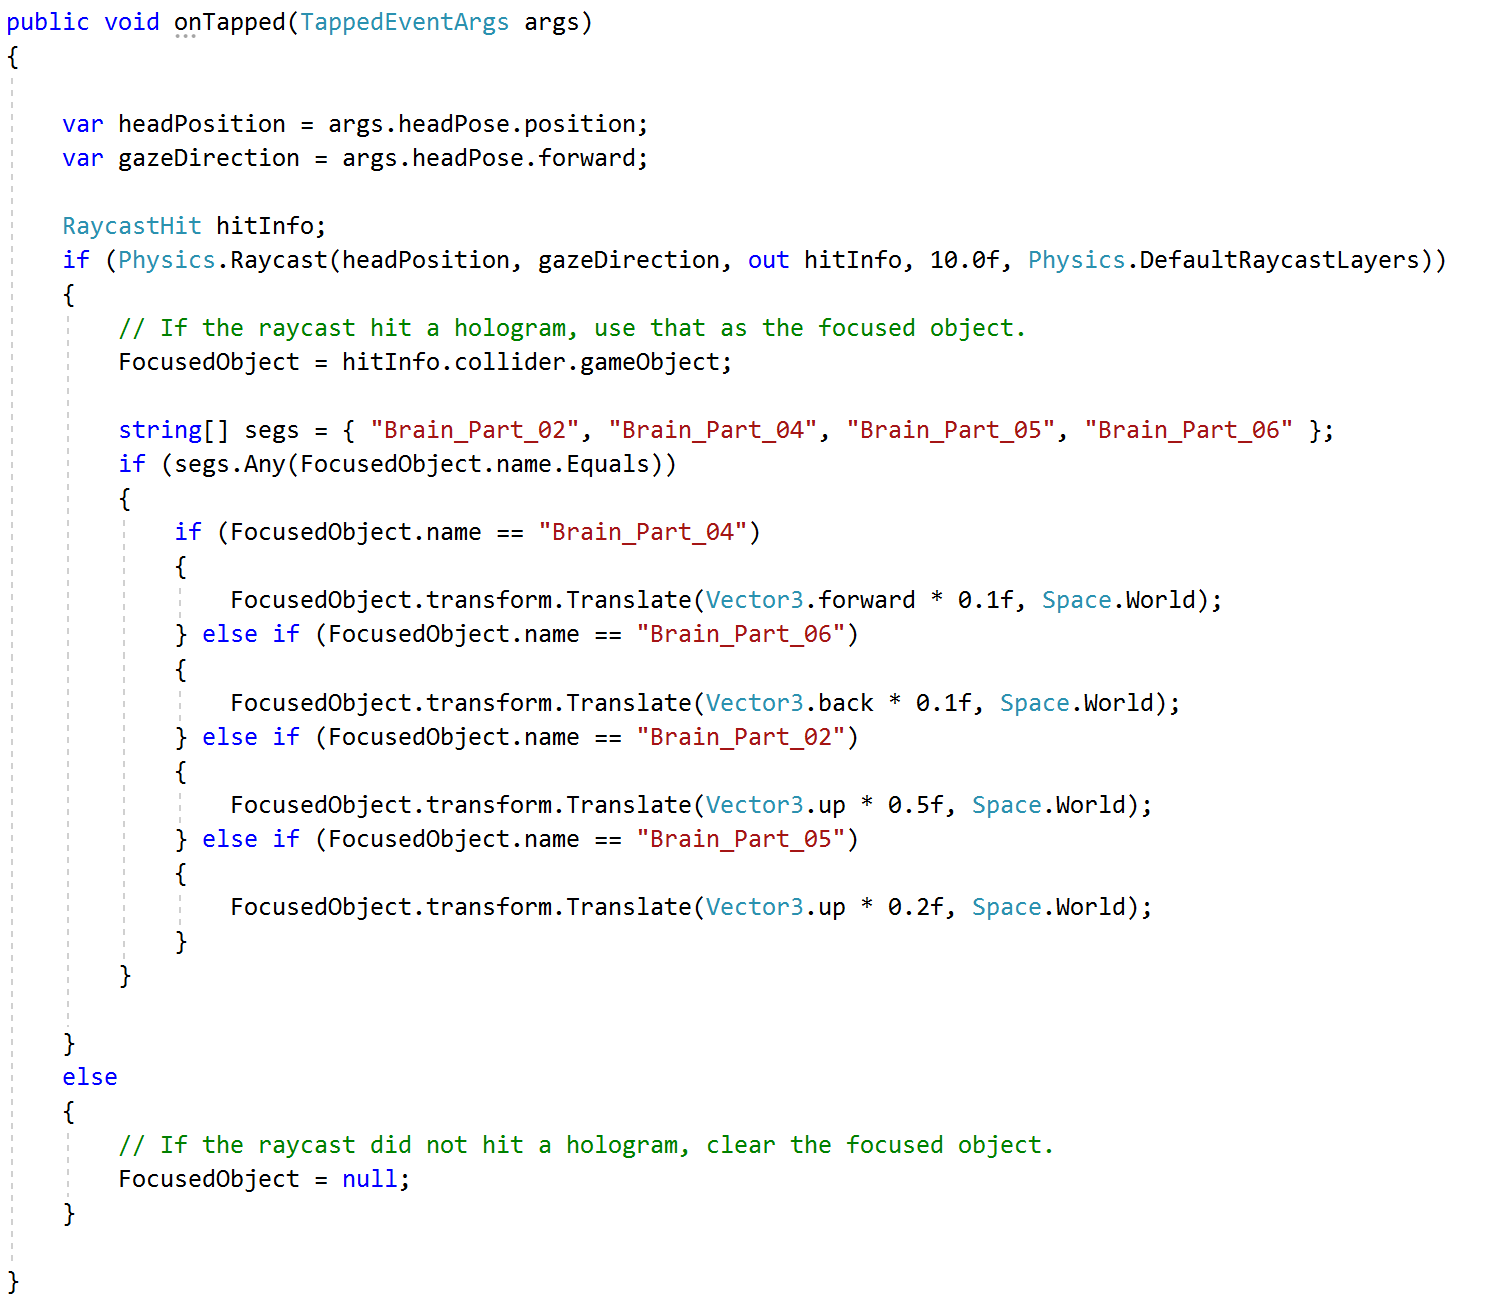 public void onTapped(TappedEventArgs args)
{
var headPosition = args.headPose.position;
var gazeDirection = args.headPose.forward;
RaycastHit hitInfo;
if (Physics.Raycast(headPosition, gazeDirection, out hitInfo, 10.0f, Physics.DefaultRaycastLayers))
{
// If the raycast hit a hologram, use that as the focused object.
FocusedObject = hitInfo.collider.gameObject;
string[] segs = { "Brain_Part_02", "Brain_Part_04", "Brain_Part_05", "Brain_Part_06" };
if (segs.Any(FocusedObject.name.Equals))
{
if (FocusedObject.name == "Brain_Part_04")
{
FocusedObject.transform.Translate(Vector3.forward * 0.1f, Space.World);
} else if (FocusedObject.name == "Brain_Part_06")
{
FocusedObject.transform.Translate(Vector3.back * 0.1f, Space.World);
} else if (FocusedObject.name == "Brain_Part_02")
{
FocusedObject.transform.Translate(Vector3.up * 0.5f, Space.World);
} else if (FocusedObject.name == "Brain_Part_05")
{
FocusedObject.transform.Translate(Vector3.up * 0.2f, Space.World);
}
}
}
else
{
// If the raycast did not hit a hologram, clear the focused object.
FocusedObject = null;
}
}